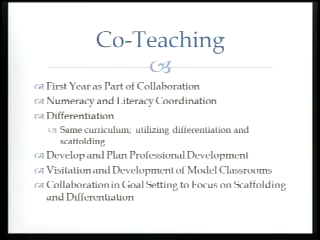 Co-Teaching
First Year as Part of Collaboration
Numeracy and Literacy Coordination
Differentiation
Same curriculum; utilizing differentiation and
scatfolding
Develop and Plan Professional Development
Visitation and Development of Model Classrooms
Collaboration in Goal Setting to Focus on Scaffolding
and Differentiation